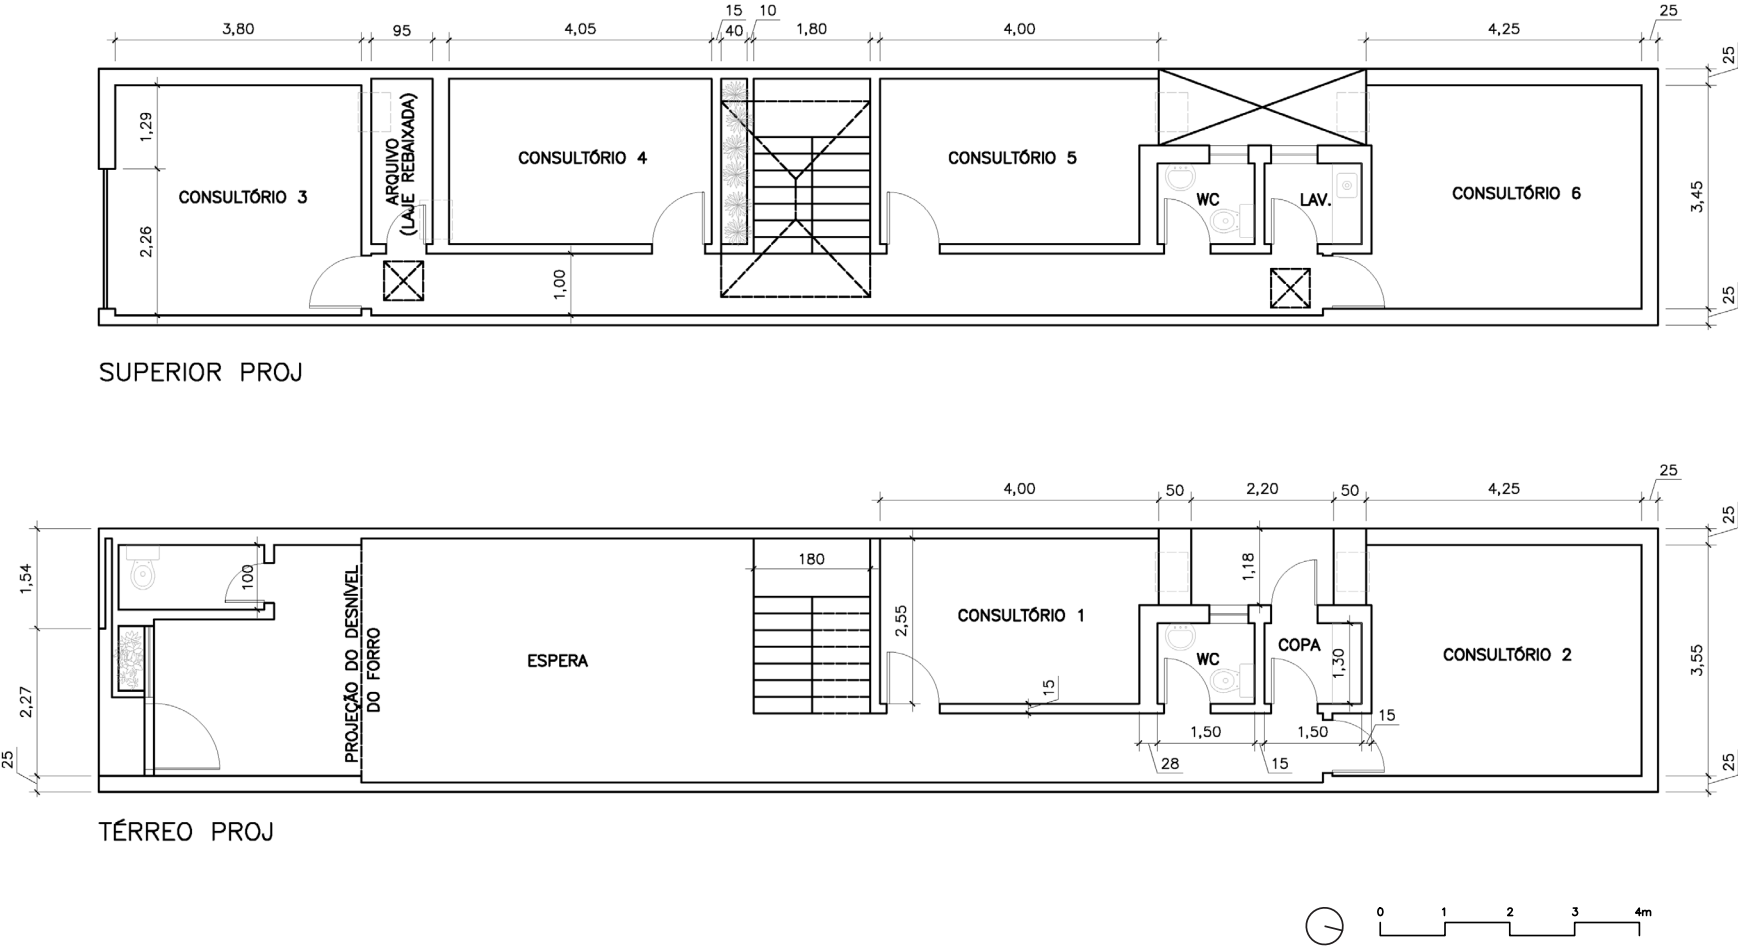 15
10
25
3,80
95
4,05
40
1,80
4,00
4,25
25
1,29
ARQUIVO
(LAJE REBAIXADA)
CONSULTÓRIO 4
CONSULTÓRIO 5
CONSULTÓRIO 3
WC
LAV.
CONSULTÓRIO 6
3,45
2,26
1,00
25
SUPERIOR PROJ
25
4,00
50
2,20
50
4,25
25
1,54
100
180
1,18
PROJEÇÃO DO DESNÍVEL
DO FORRO
2,55
CONSULTÓRIO 1
ESPERA
WC
COPA
1,30
CONSULTÓRIO 2
3,55
2,27
15
15
1,50
1,50
25
28
15
25
TÉRREO PROJ
0
1
2
3
4m